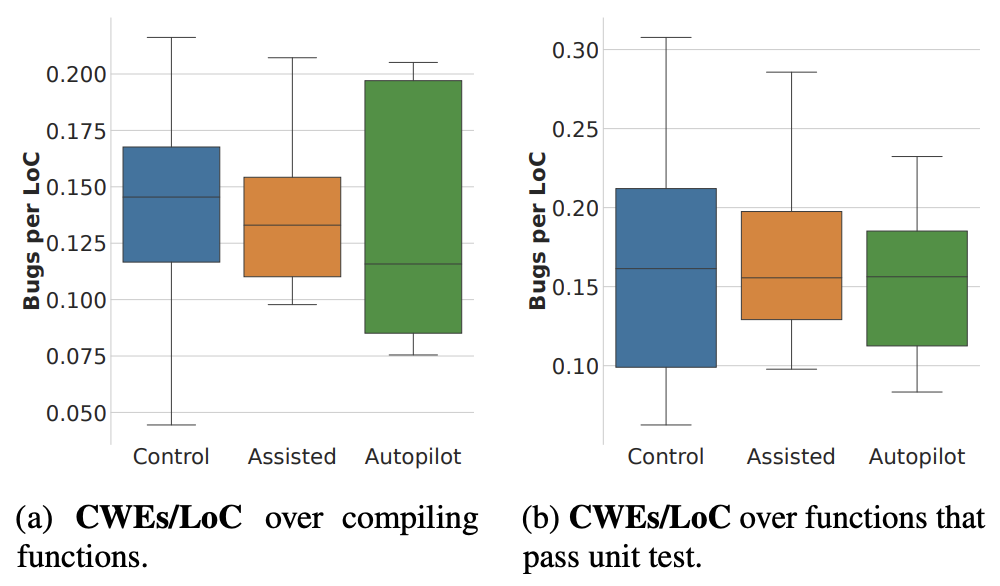 Bugs per LoC
0.200
0.175
0.150
0.125
0.100
0.075
0.050
Control Assisted Autopilot
(a) CWEs/LoC over compiling
functions.
Bugs per LoC
0.30
0.25
0.20
0.15
0.10
Control Assisted Autopilot
(b) CWEs/LoC over functions that
pass unit test.